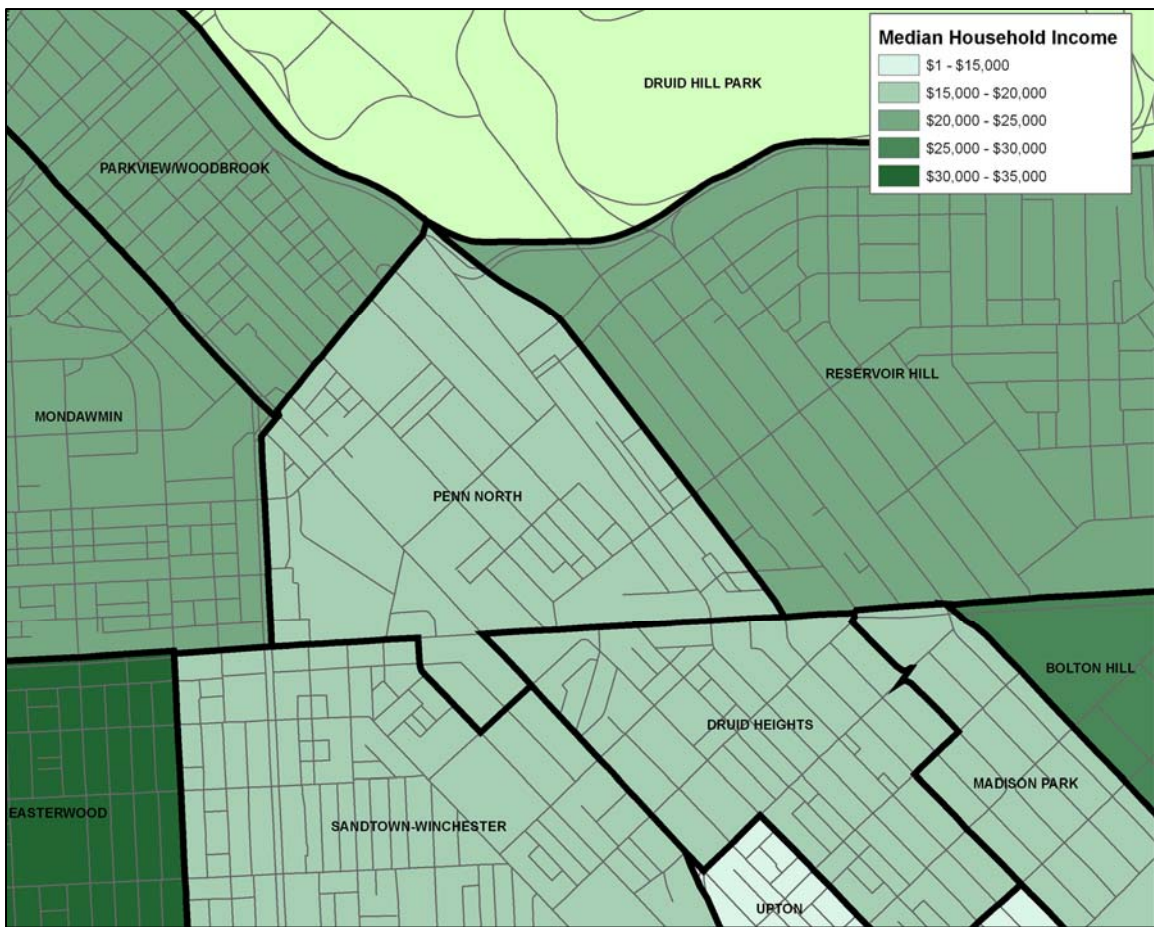 Median Household Income
$1 - $15,000
$15,000 - $20,000
$20,000 - $25,000
$25,000 - $30,000
$30,000 - $35,000
DRUID HILL PARK
PARKVIEW/WOODBROOK
RESERVOIR HILL
MONDAWMIN
PENN NORTH
BOLTON HILL
DRUID HEIGHTS
MADISON PARK
EASTERWOOD
SANDTOWN-WINCHESTER
UPTON